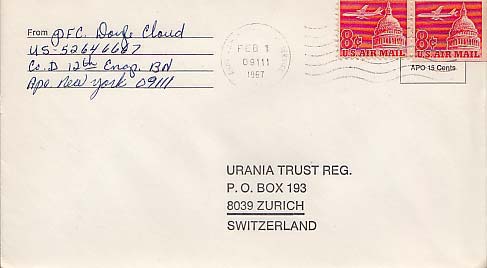 From PFC. Cloud
US-52646687
Co. D 12th Engr. BN
Apo. New York 09111
FEB 1
09111
1967
8¢ U.S. AIR MAIL
8¢ U.S. AIR MAIL
APO 15 Cents
URANIA TRUST REG.
P. O. BOX 193
8039 ZURICH
SWITZERLAND